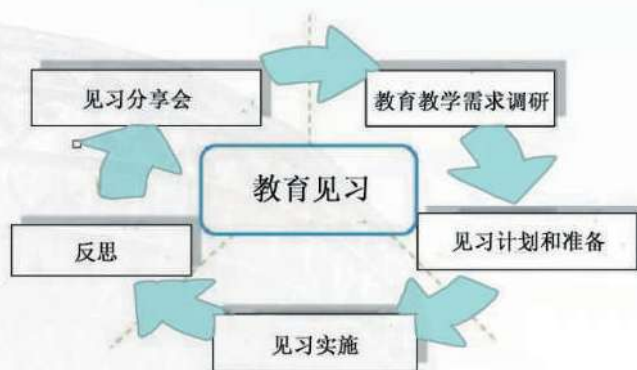 见习分享会
教育教学需求调研
教育见习
反思
见习计划和准备
见习实施